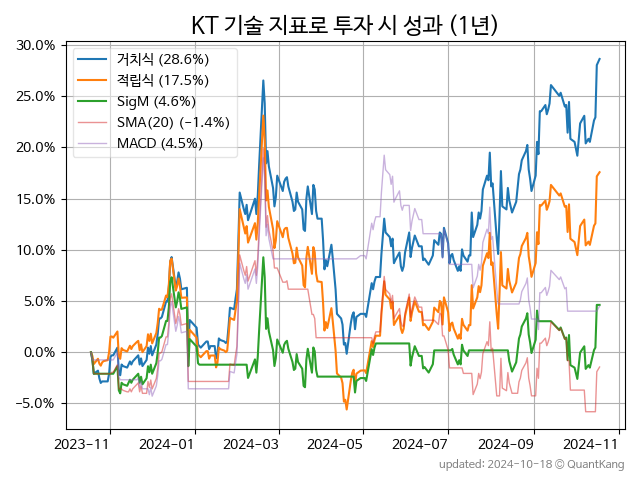 KT 기술 지표로 투자 시 성과 (1년)
30.0%
25.0%
20.0%
15.0%
10.0%
5.0%
0.0%
−5.0%
거치식 (28.6%)
적립식 (17.5%)
SigM (4.6%)
SMA(20) (−1.4%)
MACD (4.5%)
2023-11
2024-01
2024-03
2024-05
2024-07
2024-09
2024-11
updated: 2024-10-18 © QuantKang